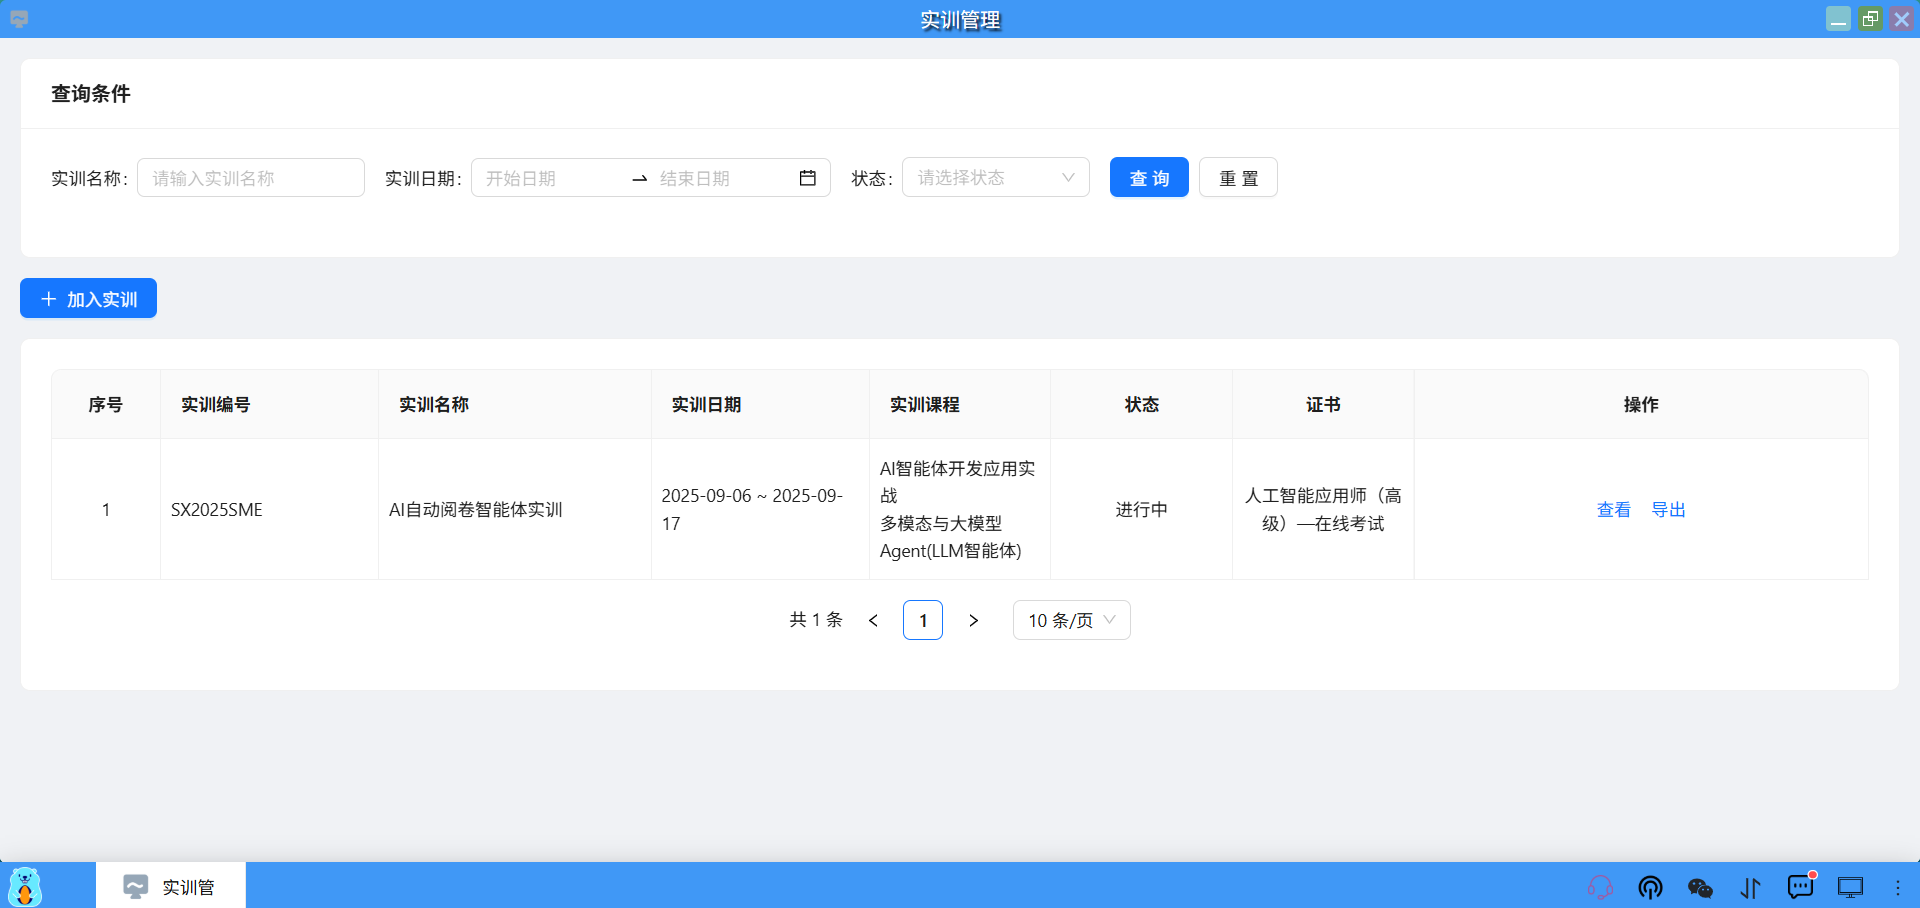 实训管理
查询条件
实训名称: 请输入实训名称 实训日期: 开始日期 结束日期 状态: 请选择状态 查 询 重 置
加入实训
序号 实训编号 实训名称 实训日期 实训课程 状态 证书 操作
1 SX2025SME AI自动阅卷智能体实训
2025-09-06 ~ 2025-09-
17
AI智能体开发应用实
战
多模态与大模型
Agent(LLM智能体)
进行中
人工智能应用师（高
级）—在线考试
查看 导出
共 1 条 < 1 > 10 条/页
实训管